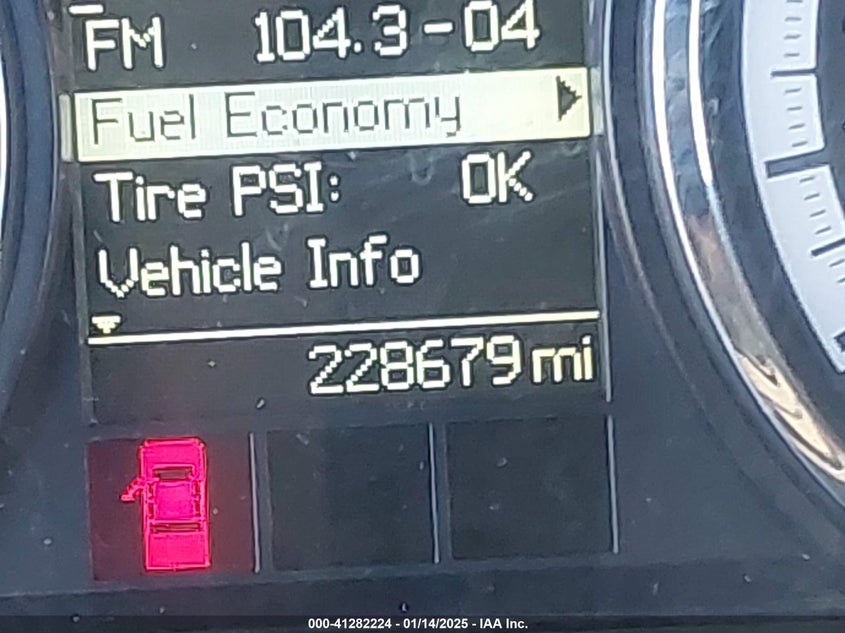 FM 104.3-04
Fuel Economy
Tire PSI: OK
Vehicle Info
228679 mi
000-41282224 - 01/14/2025 - IAA Inc.